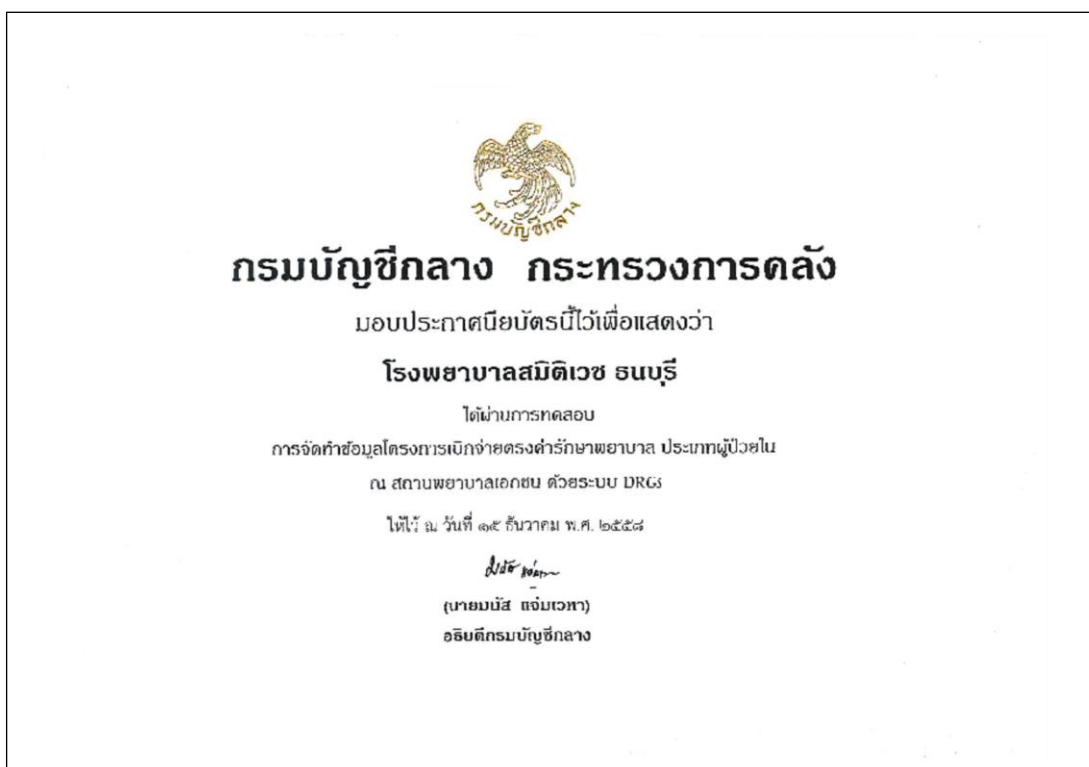 กรมบัญชีกลาง
กรมบัญชีกลาง กระทรวงการคลัง
มอบประกาศนียบัตรนี้ไว้เพื่อแสดงว่า
โรงพยาบาลสมิติเวช ธนบุรี
ได้ผ่านการทดสอบ
การจัดทำข้อมูลโครงการเบิกจ่ายตรงค่ารักษาพยาบาล ประเภทผู้ป่วยใน
ณ สถานพยาบาลเอกชน ด้วยระบบ DRGs
ให้ไว้ ณ วันที่ ๑๕ ธันวาคม พ.ศ. ๒๕๕๘
(นายมนัส แจ่มเวหา)
อธิบดีกรมบัญชีกลาง